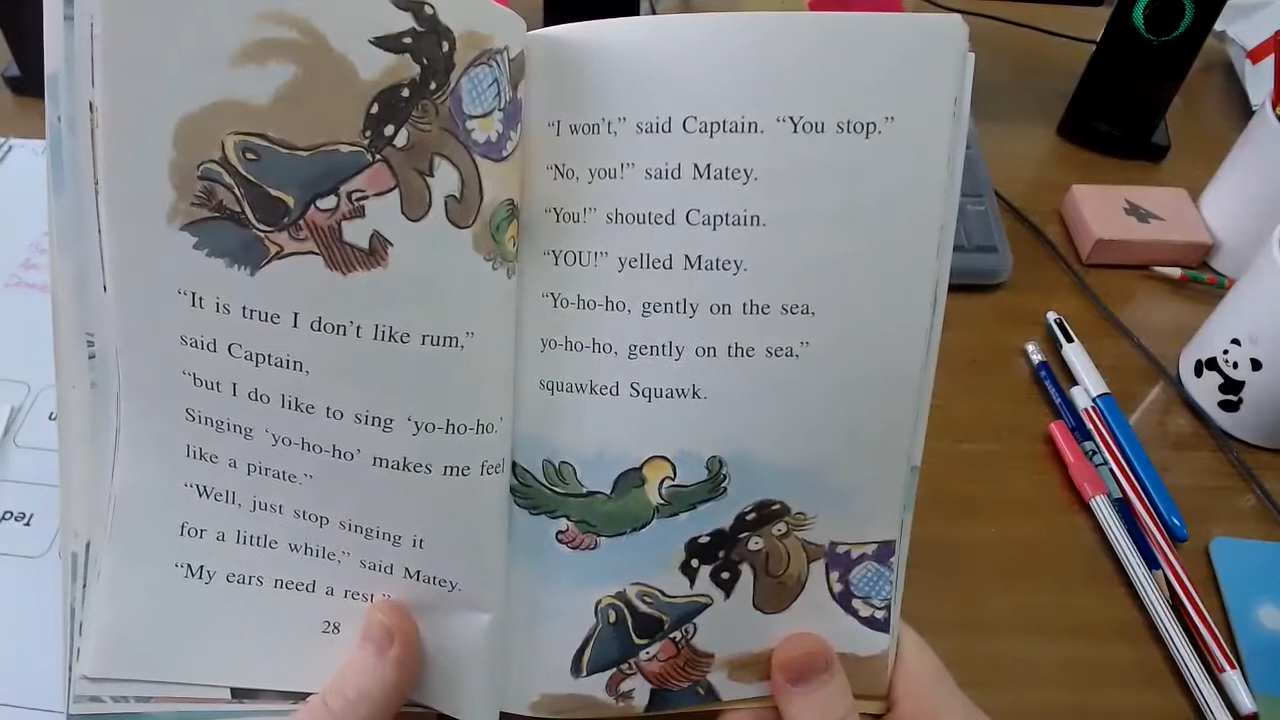 “It is true I don't like rum,”
said Captain,
“but I do like to sing ‘yo-ho-ho.’
Singing ‘yo-ho-ho’ makes me feel
like a pirate.”
“Well, just stop singing it
for a little while,” said Matey.
“My ears need a rest.”
28
“I won't,” said Captain. “You stop.”
“No, you!” said Matey.
“You!” shouted Captain.
“YOU!” yelled Matey.
“Yo-ho-ho, gently on the sea,
yo-ho-ho, gently on the sea,”
squawked Squawk.
Ted